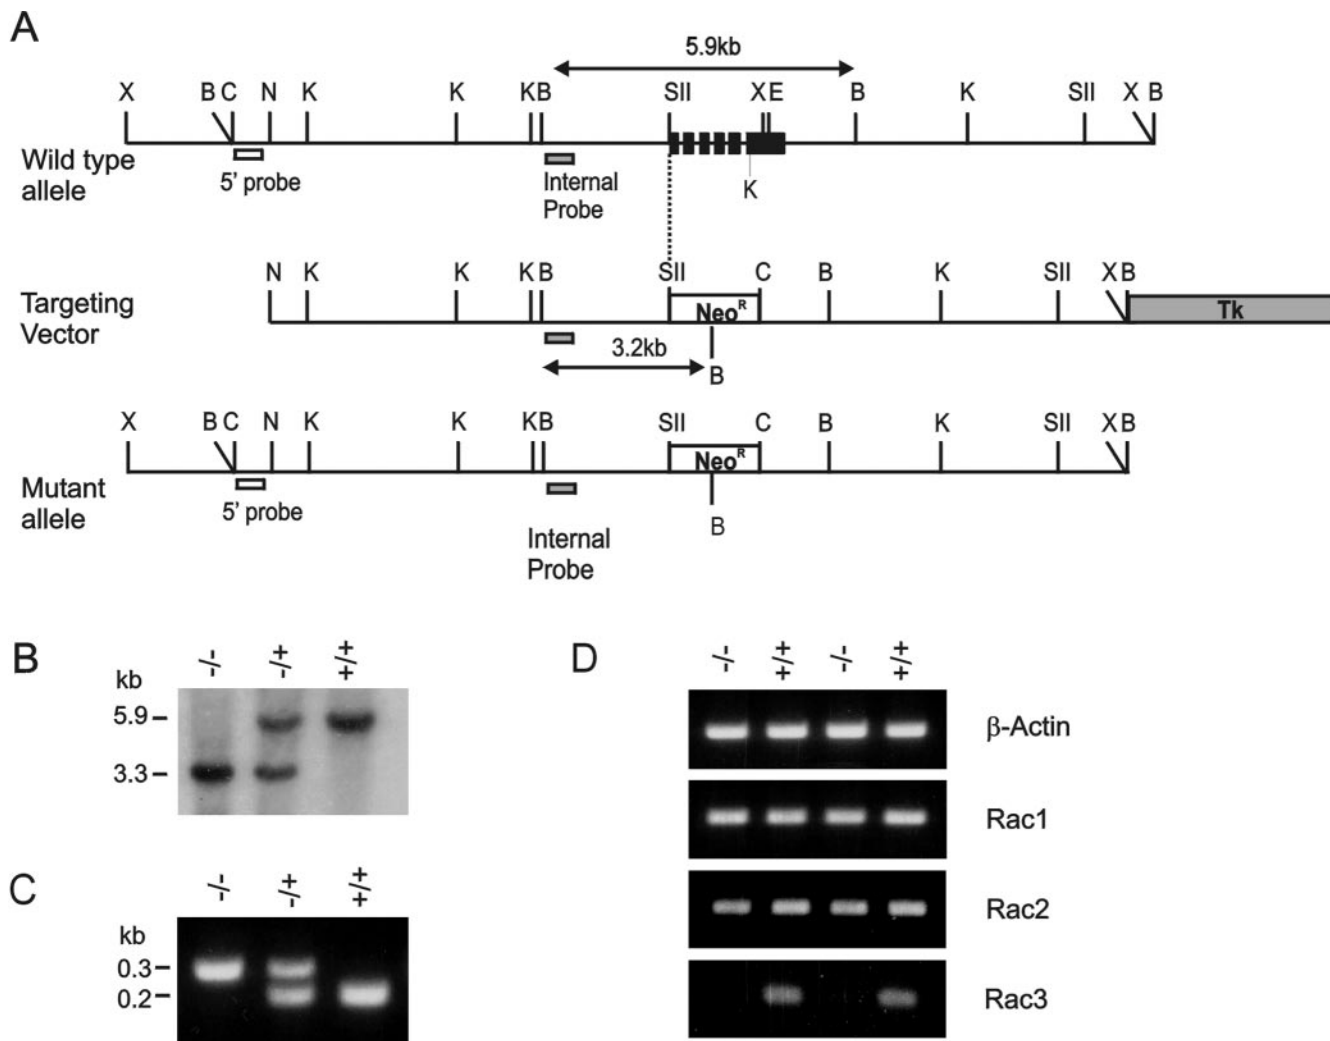 A
5.9kb
X B C N K K K B SII X E B K SII X B
Wild type
allele
5' probe
Internal
Probe
K
N K K K B SII C B K SII X B
Targeting
Vector
Neo^R
Tk
3.2kb
B
X B C N K K K B SII C B K SII X B
Mutant
allele
Neo^R
5' probe
B
Internal
Probe
B
-/- +/- +/+
kb
5.9
3.3
C
-/- +/- +/+
kb
0.3
0.2
D
-/- +/+ -/- +/+
β-Actin
Rac1
Rac2
Rac3